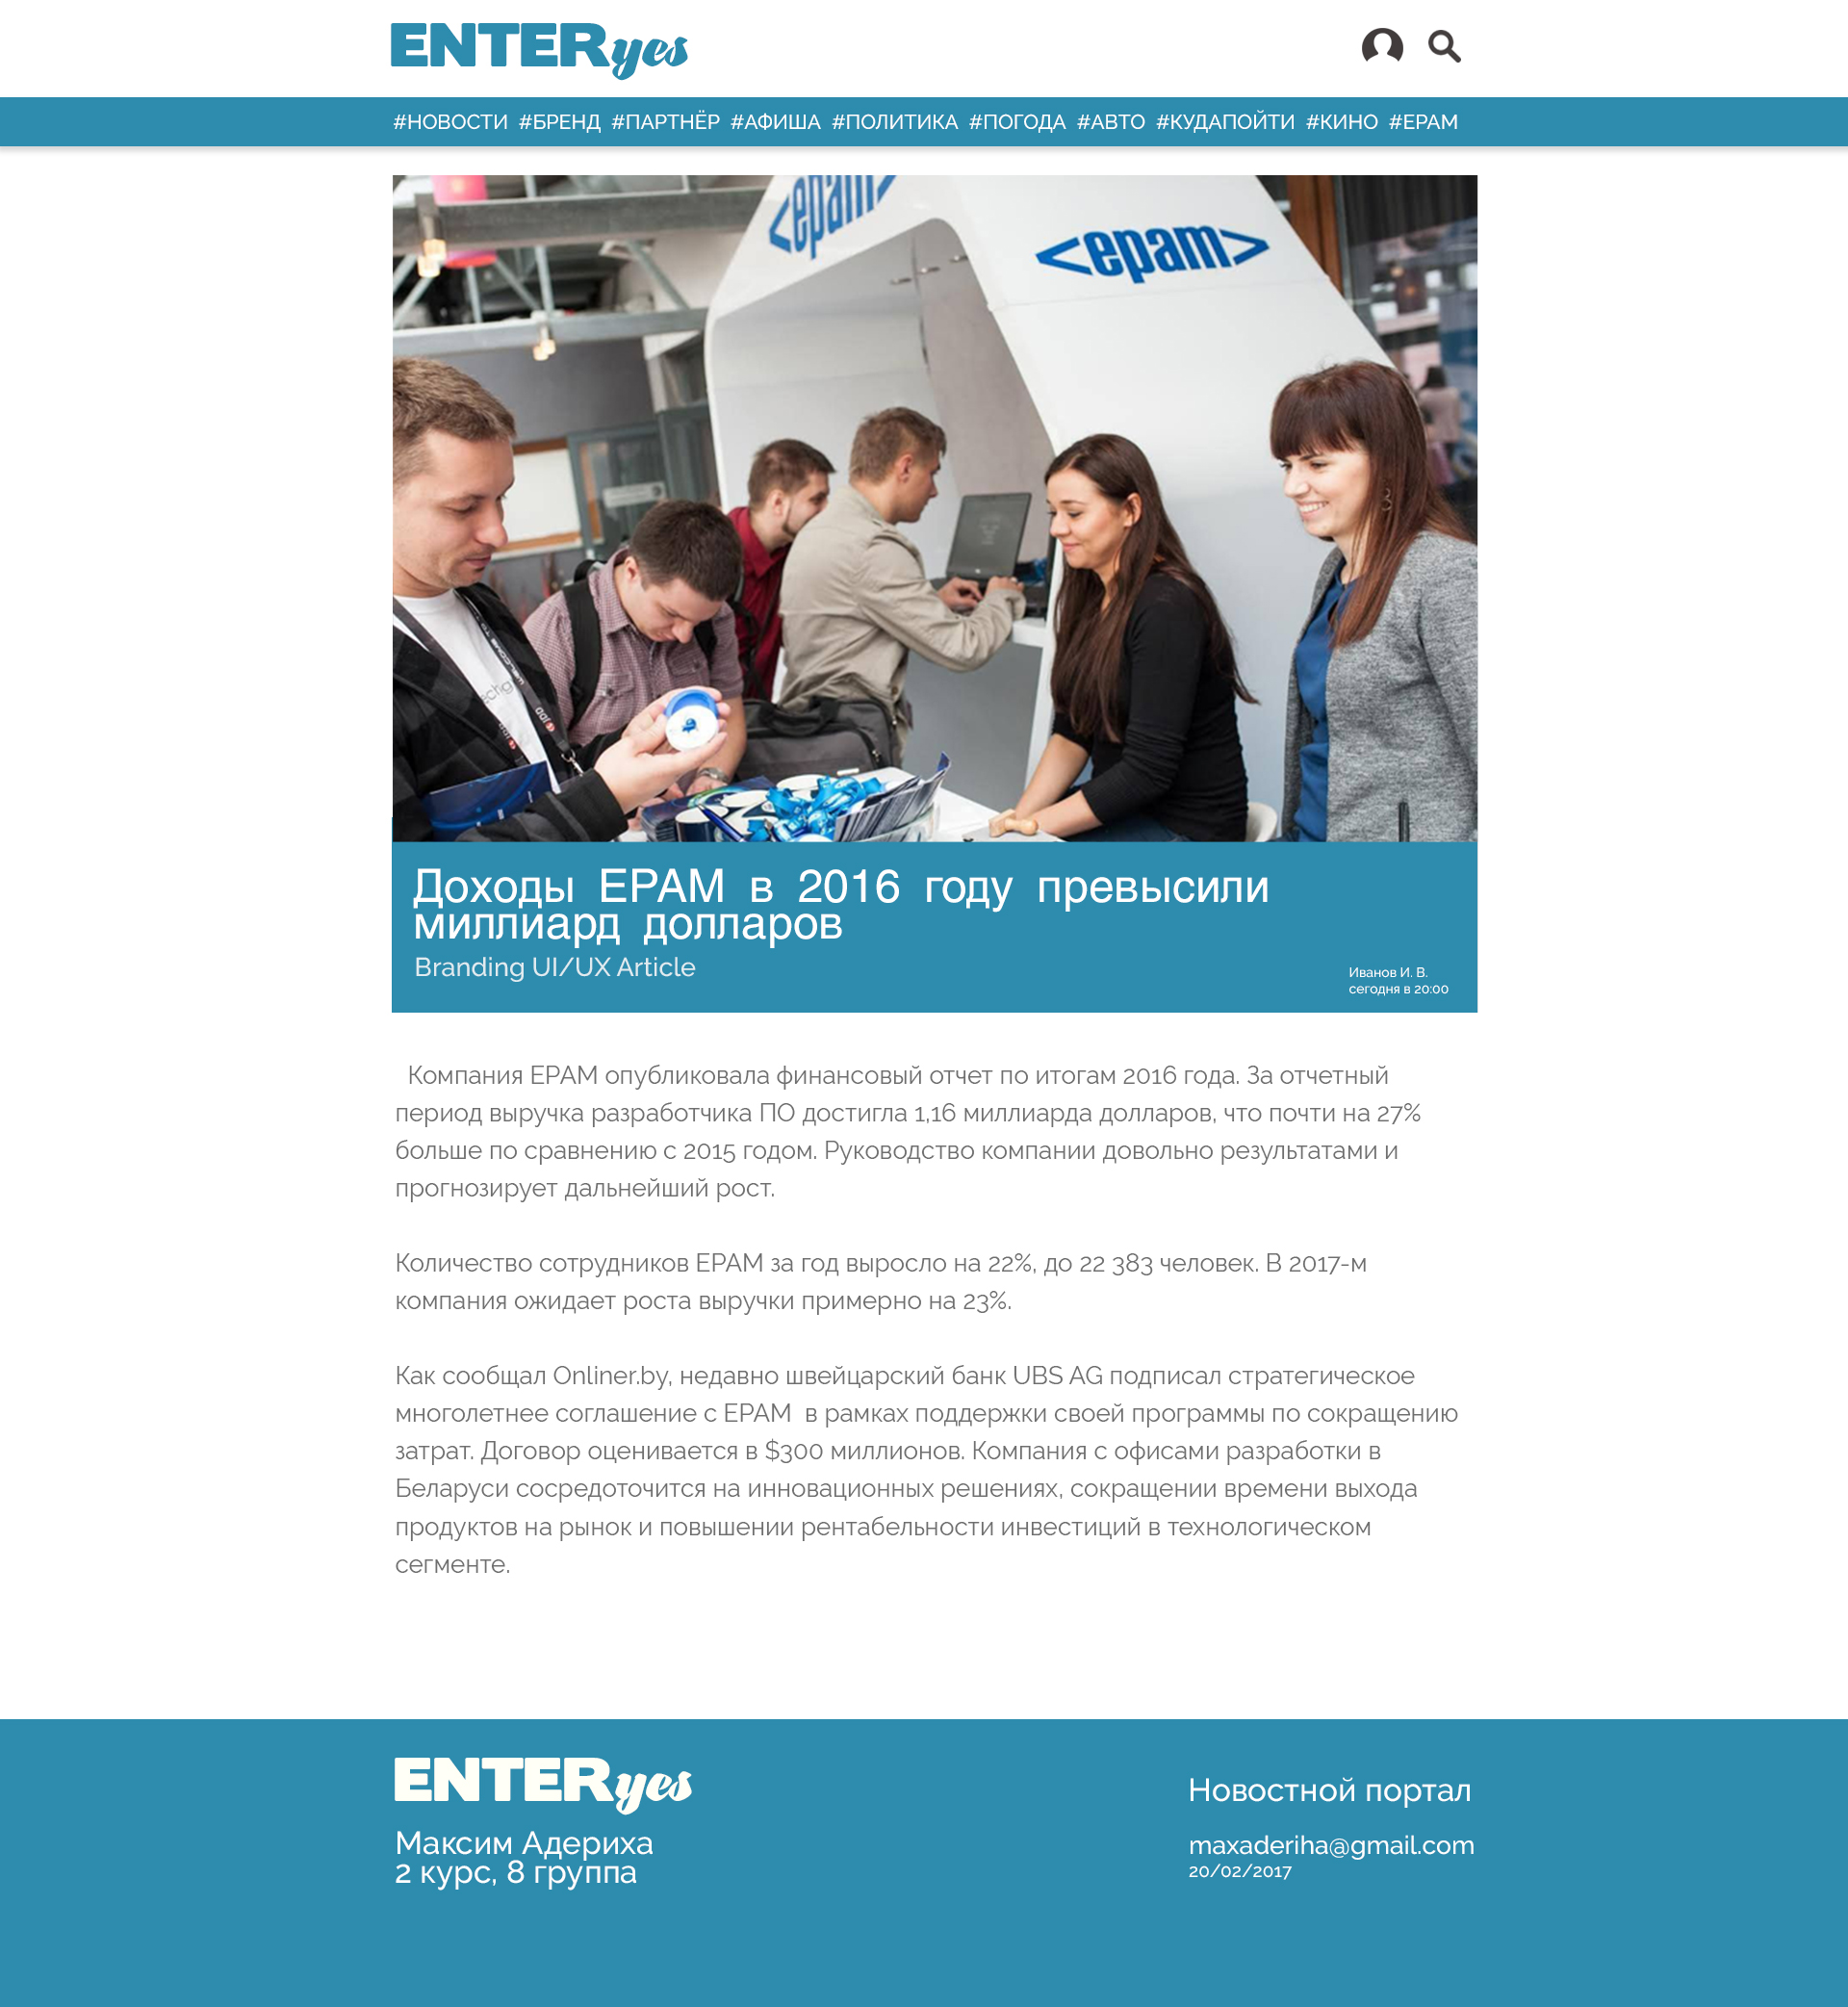 ENTERyes
#НОВОСТИ #БРЕНД #ПАРТНЁР #АФИША #ПОЛИТИКА #ПОГОДА #АВТО #КУДАПОЙТИ #КИНО #EPAM
<epam>
<epam>
Доходы EPAM в 2016 году превысили
миллиард долларов
Branding UI/UX Article
Иванов И. В.
сегодня в 20:00
Компания EPAM опубликовала финансовый отчет по итогам 2016 года. За отчетный
период выручка разработчика ПО достигла 1,16 миллиарда долларов, что почти на 27%
больше по сравнению с 2015 годом. Руководство компании довольно результатами и
прогнозирует дальнейший рост.
Количество сотрудников EPAM за год выросло на 22%, до 22 383 человек. В 2017-м
компания ожидает роста выручки примерно на 23%.
Как сообщал Onliner.by, недавно швейцарский банк UBS AG подписал стратегическое
многолетнее соглашение с EPAM в рамках поддержки своей программы по сокращению
затрат. Договор оценивается в $300 миллионов. Компания с офисами разработки в
Беларуси сосредоточится на инновационных решениях, сокращении времени выхода
продуктов на рынок и повышении рентабельности инвестиций в технологическом
сегменте.
ENTERyes
Максим Адериха
2 курс, 8 группа
Новостной портал
maxaderiha@gmail.com
20/02/2017